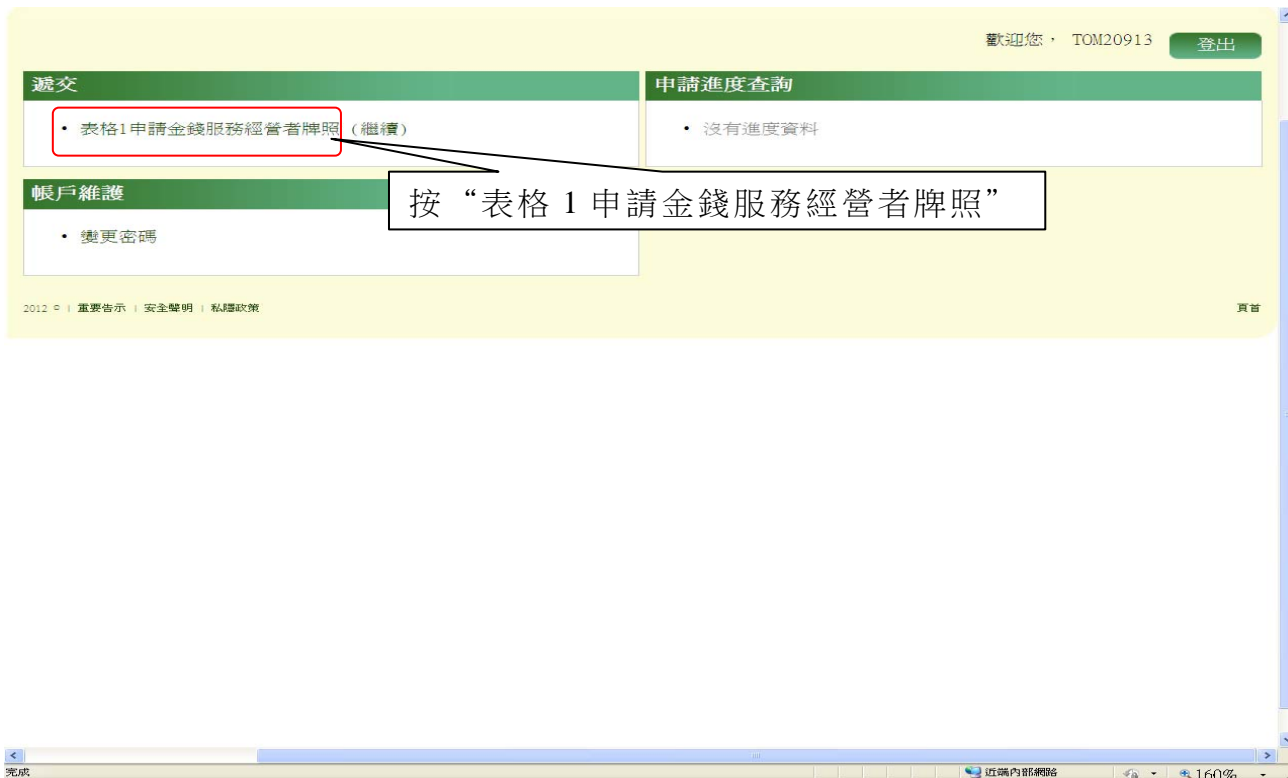 歡迎您， TOM20913 登出
遞交
• 表格1申請金錢服務經營者牌照 (繼續)
申請進度查詢
• 沒有進度資料
按“表格 1 申請金錢服務經營者牌照”
帳戶維護
• 變更密碼
2012 © | 重要告示 | 安全聲明 | 私隱政策
頁首
完成
近端內部網路
160%